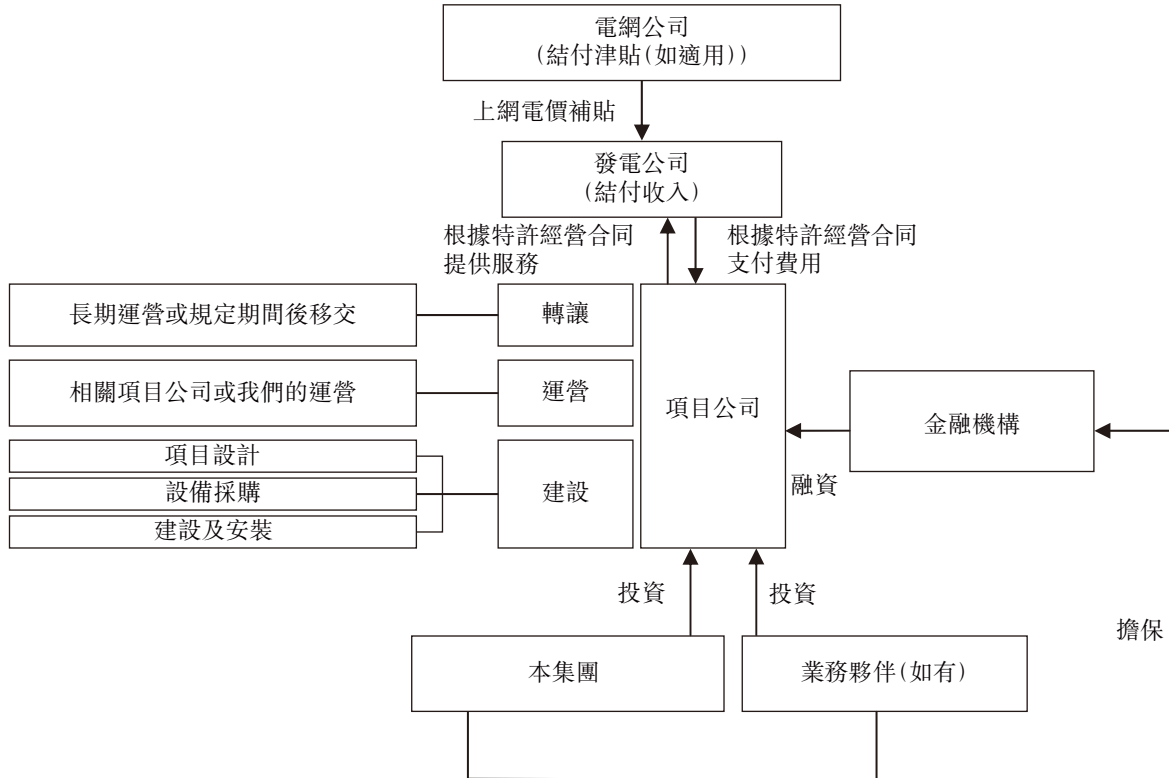 電網公司
(結付津貼(如適用))
上網電價補貼
發電公司
(結付收入)
根據特許經營合同
提供服務
根據特許經營合同
支付費用
長期運營或規定期間後移交
轉讓
相關項目公司或我們的運營
運營
項目公司
金融機構
項目設計
設備採購
建設及安裝
建設
融資
投資
投資
擔保
本集團
業務夥伴(如有)